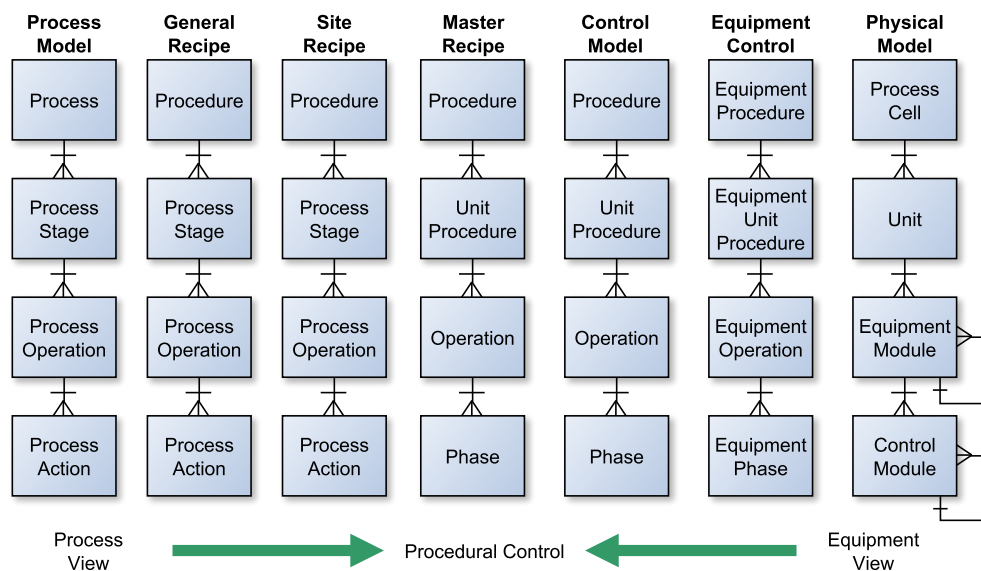 Process
Model
General
Recipe
Site
Recipe
Master
Recipe
Control
Model
Equipment
Control
Physical
Model
Process
Procedure
Procedure
Procedure
Procedure
Equipment
Procedure
Process
Cell
Process
Stage
Process
Stage
Process
Stage
Unit
Procedure
Unit
Procedure
Equipment
Unit
Procedure
Unit
Process
Operation
Process
Operation
Process
Operation
Operation
Operation
Equipment
Operation
Equipment
Module
Process
Action
Process
Action
Process
Action
Phase
Phase
Equipment
Phase
Control
Module
Process
View
Procedural Control
Equipment
View